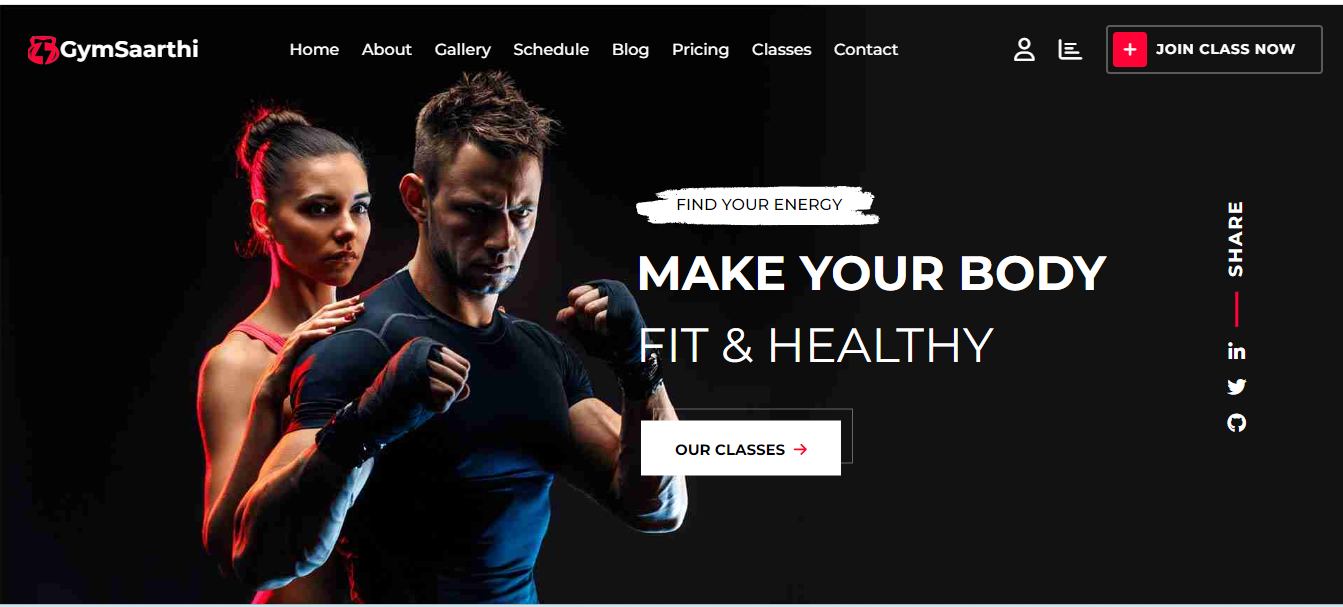 GymSaarthi
Home About Gallery Schedule Blog Pricing Classes Contact
+ JOIN CLASS NOW
FIND YOUR ENERGY
MAKE YOUR BODY
FIT & HEALTHY
OUR CLASSES →
SHARE
in